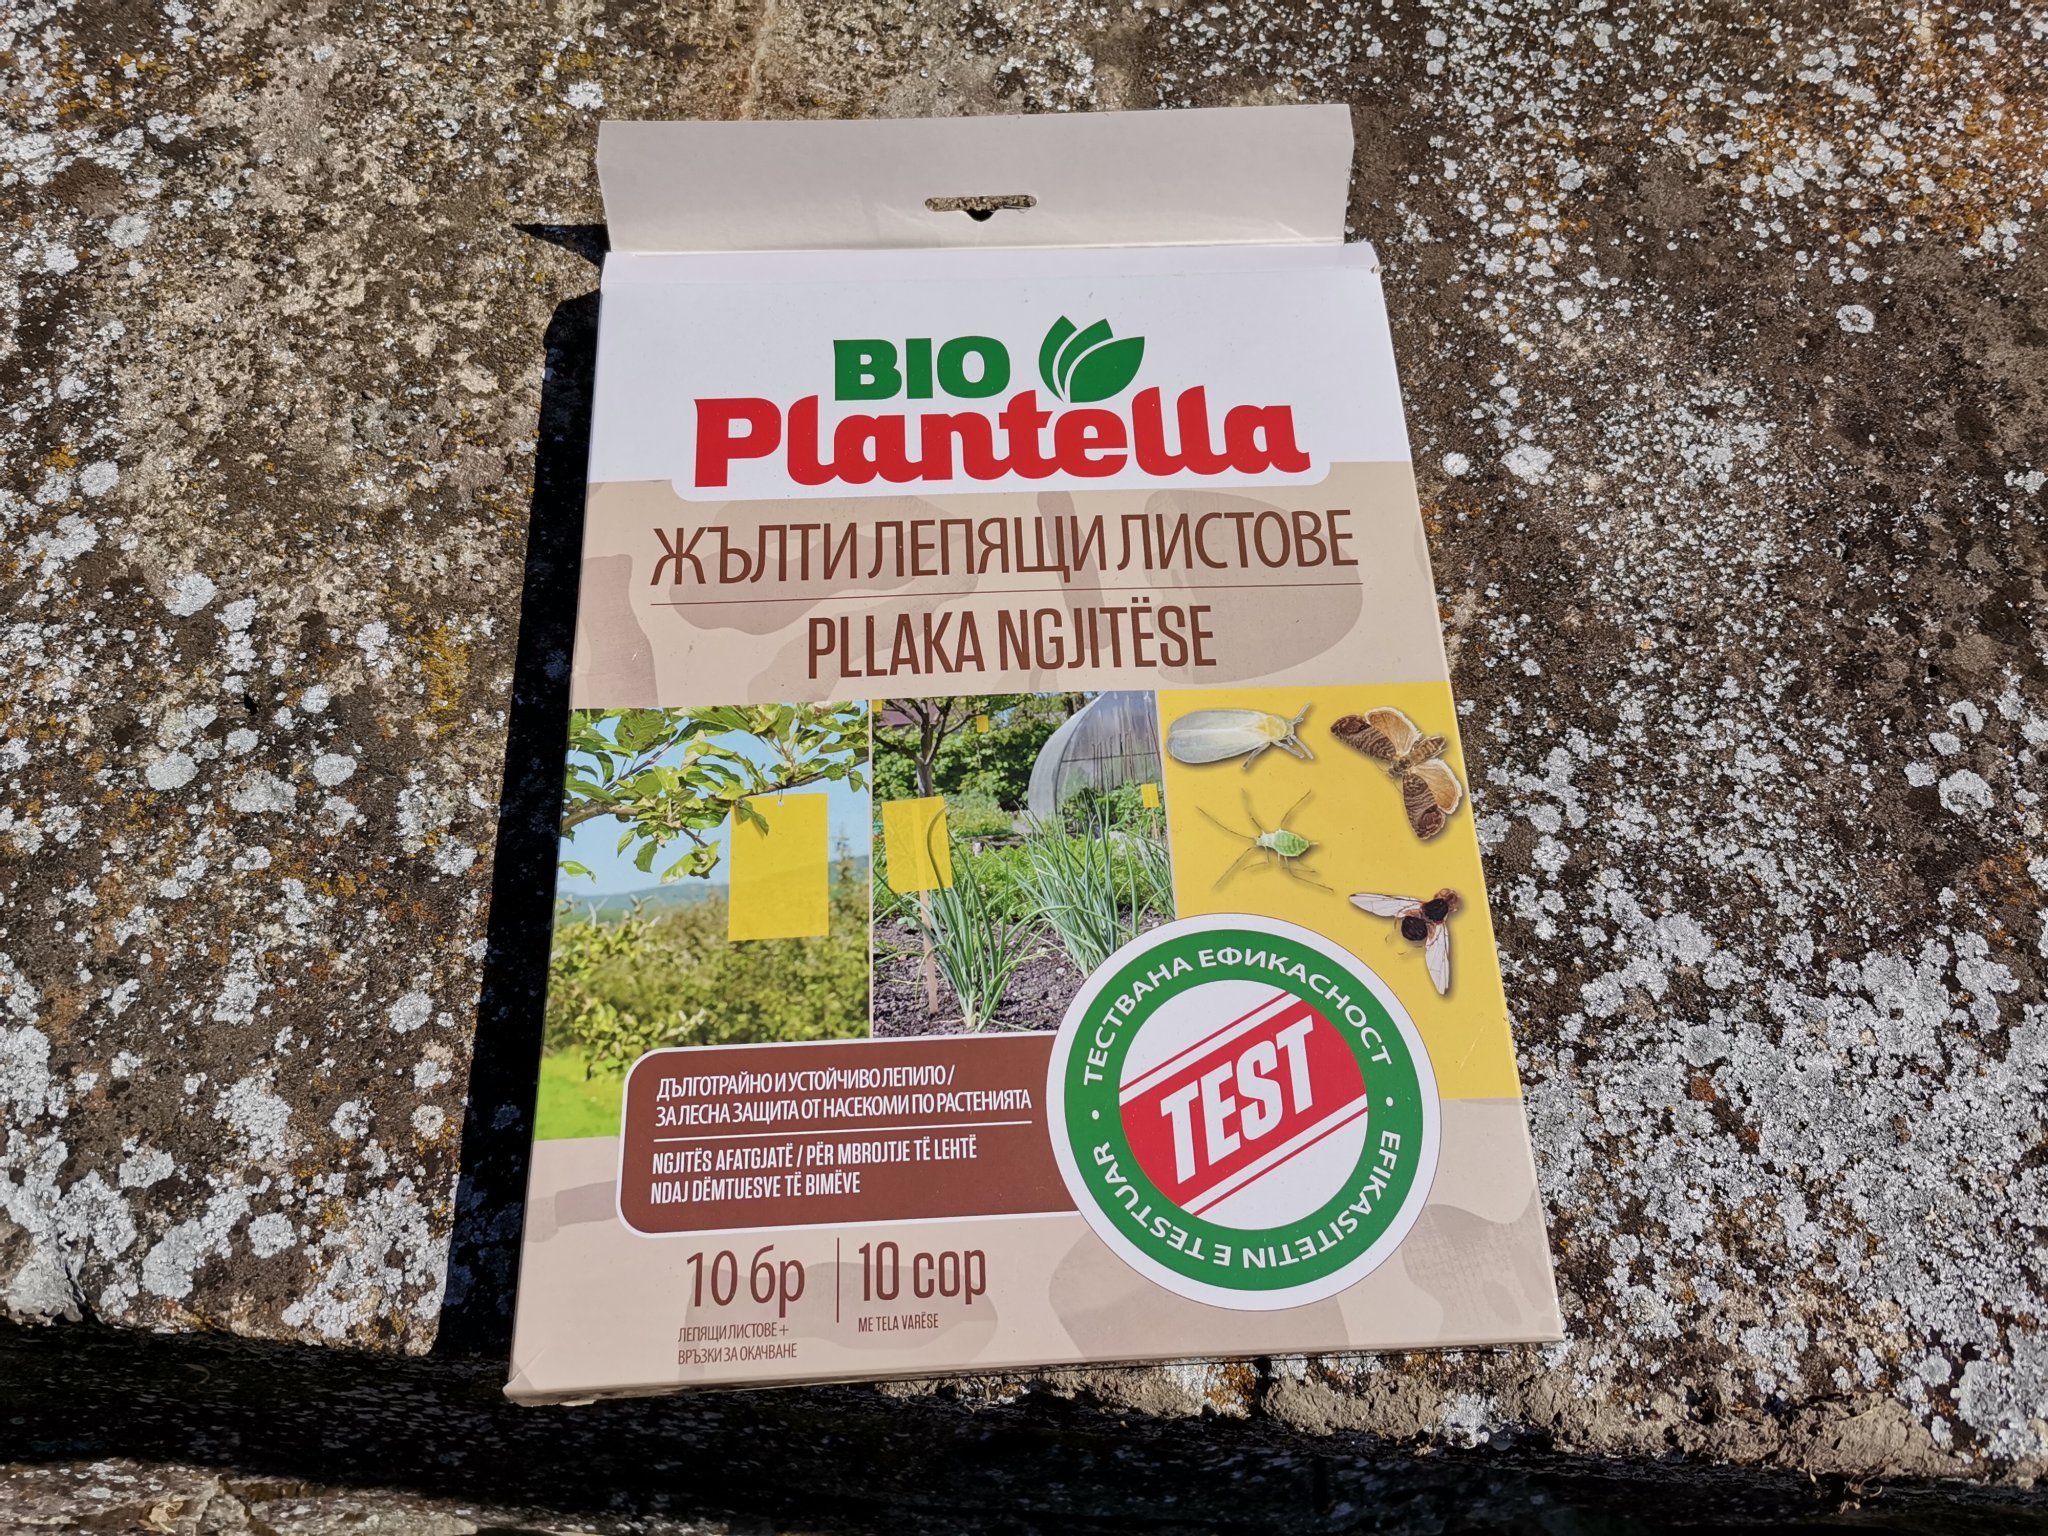 BIO
Plantella
ЖЪЛТИ ЛЕПЯЩИ ЛИСТОВЕ
PLLAKA NGJITËSE
ДЪЛГОТРАЙНО И УСТОЙЧИВО ЛЕПИЛО /
ЗА ЛЕСНА ЗАЩИТА ОТ НАСЕКОМИ ПО РАСТЕНИЯТА
NGJITËS AFATGJATË / PËR MBROJTJE TË LEHTË
NDAJ DËMTUESVE TË BIMËVE
ТЕСТВАНА ЕФИКАСНОСТ
TEST
EFIKASITETIN E TESTUAR
10 бр
ЛЕПЯЩИ ЛИСТОВЕ +
ВРЪЗКИ ЗА ОКАЧВАНЕ
10 cop
ME TELA VARËSE